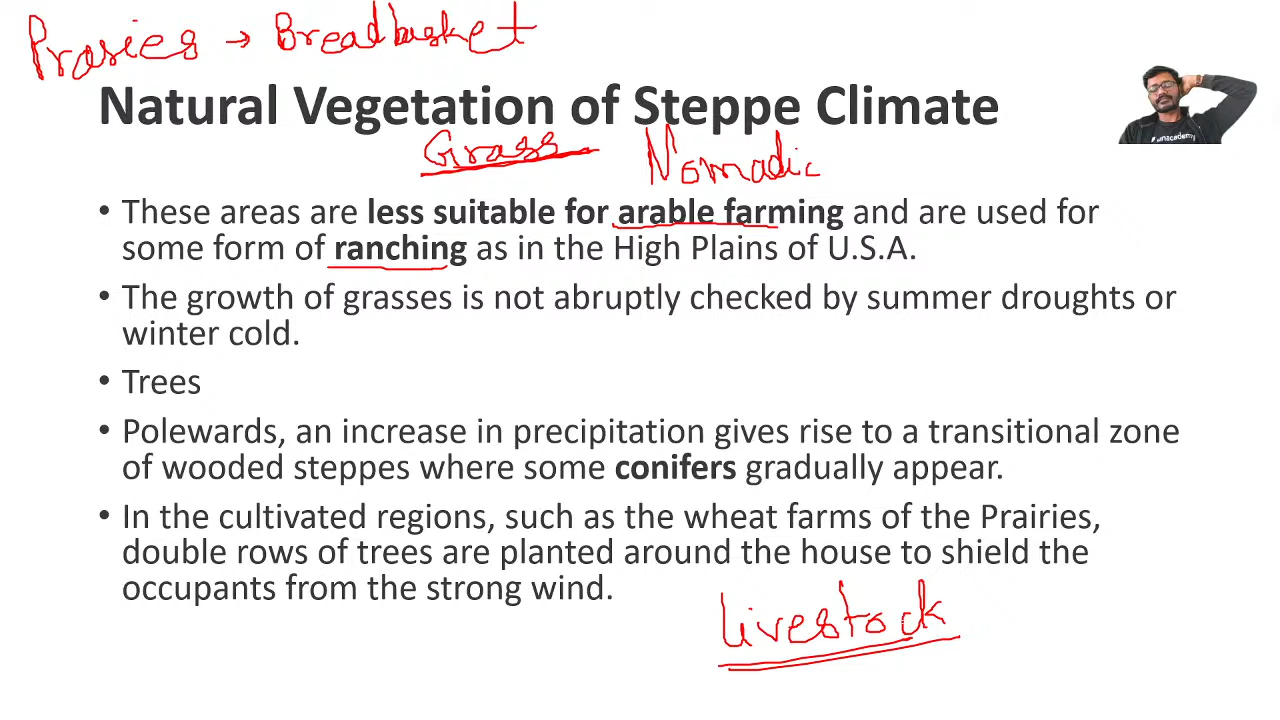 Praries → Breadbasket
Natural Vegetation of Steppe Climate
Grass Nomadic
• These areas are less suitable for arable farming and are used for
some form of ranching as in the High Plains of U.S.A.
• The growth of grasses is not abruptly checked by summer droughts or
winter cold.
• Trees
• Polewards, an increase in precipitation gives rise to a transitional zone
of wooded steppes where some conifers gradually appear.
• In the cultivated regions, such as the wheat farms of the Prairies,
double rows of trees are planted around the house to shield the
occupants from the strong wind.
livestock